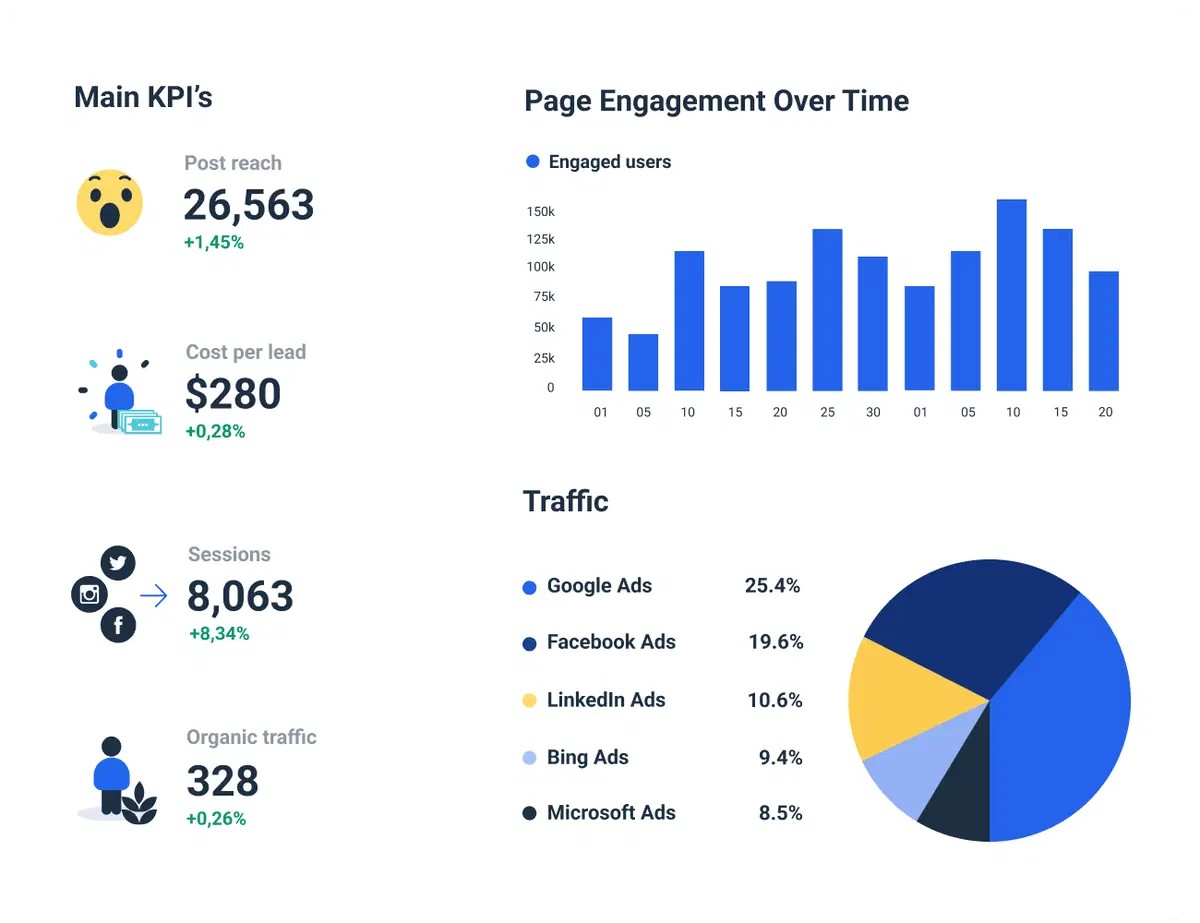 Main KPI’s
Post reach
26,563
+1,45%
Cost per lead
$280
+0,28%
Sessions
8,063
+8,34%
Organic traffic
328
+0,26%
Page Engagement Over Time
Engaged users
150k
125k
100k
75k
50k
25k
0
01 05 10 15 20 25 30 01 05 10 15 20
Traffic
Google Ads 25.4%
Facebook Ads 19.6%
LinkedIn Ads 10.6%
Bing Ads 9.4%
Microsoft Ads 8.5%